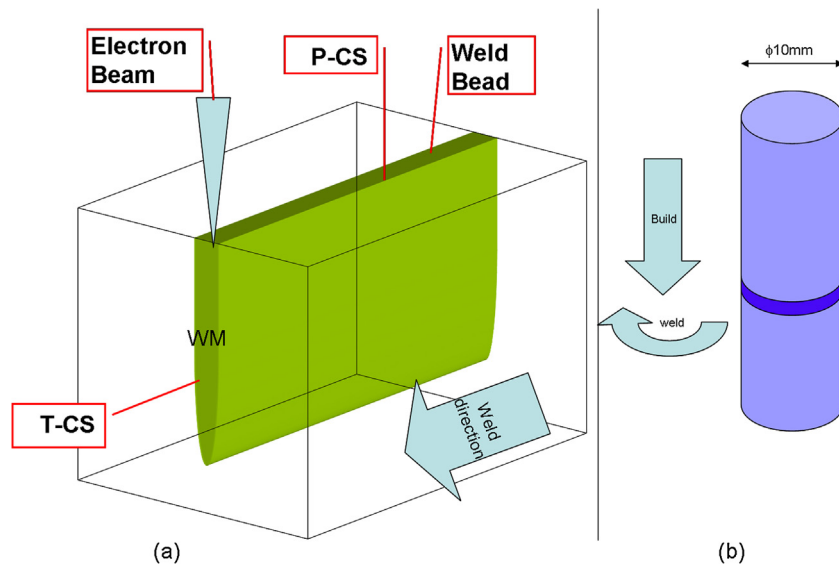 Electron
Beam
P-CS
Weld
Bead
WM
T-CS
Weld
direction
(a)
ϕ10mm
Build
weld
(b)